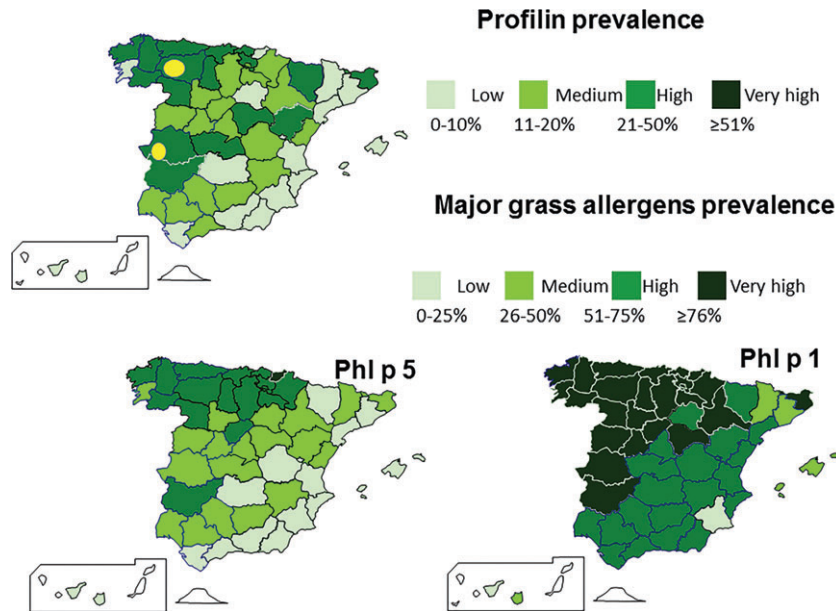 Profilin prevalence
Low Medium High Very high
0-10% 11-20% 21-50% ≥51%
Major grass allergens prevalence
Low Medium High Very high
0-25% 26-50% 51-75% ≥76%
Phl p 5
Phl p 1